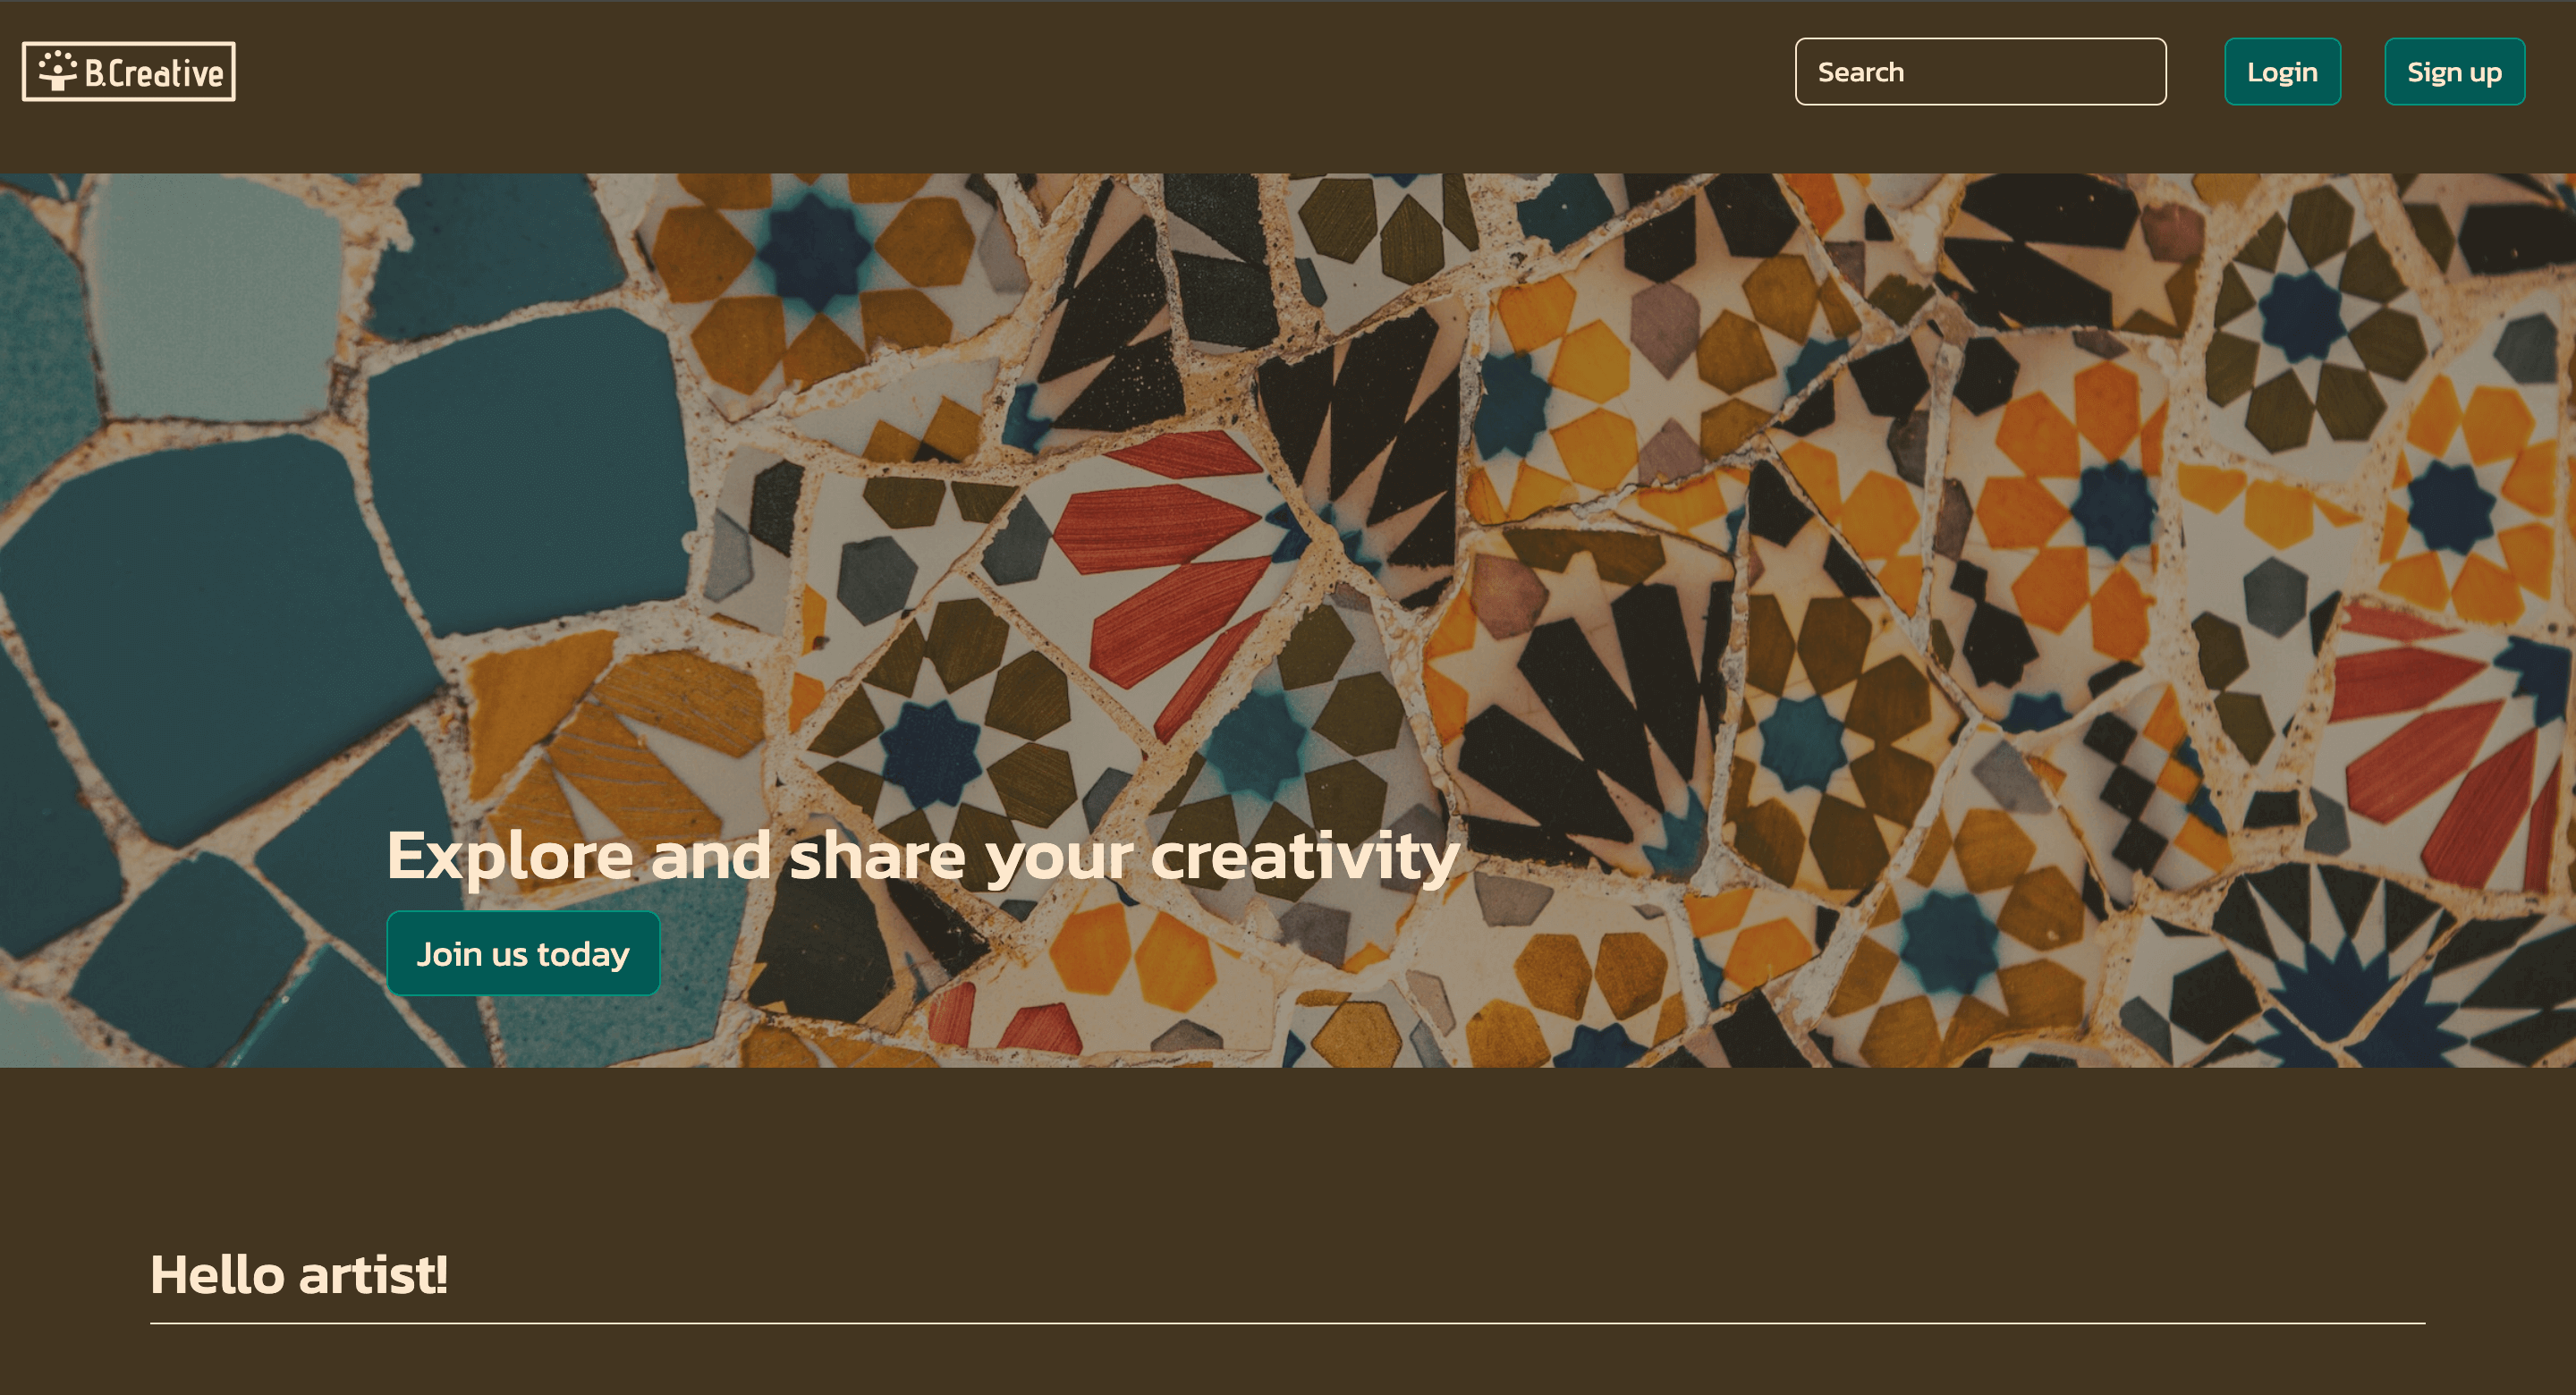 B.Creative
Search
Login
Sign up
Explore and share your creativity
Join us today
Hello artist!